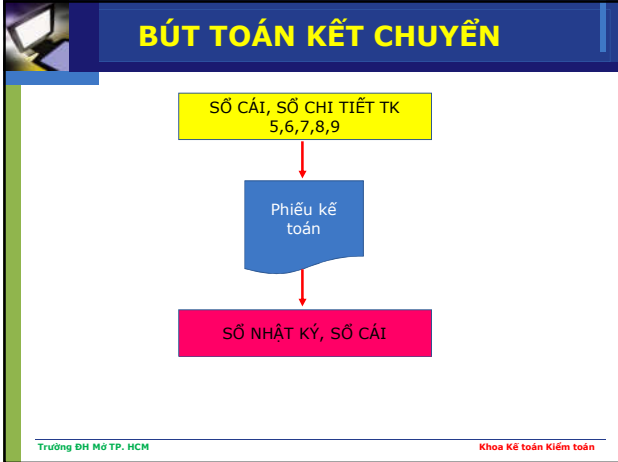 BÚT TOÁN KẾT CHUYỂN
SỔ CÁI, SỔ CHI TIẾT TK
5,6,7,8,9
Phiếu kế
toán
SỔ NHẬT KÝ, SỔ CÁI
Trường ĐH Mở TP. HCM
Khoa Kế toán Kiểm toán